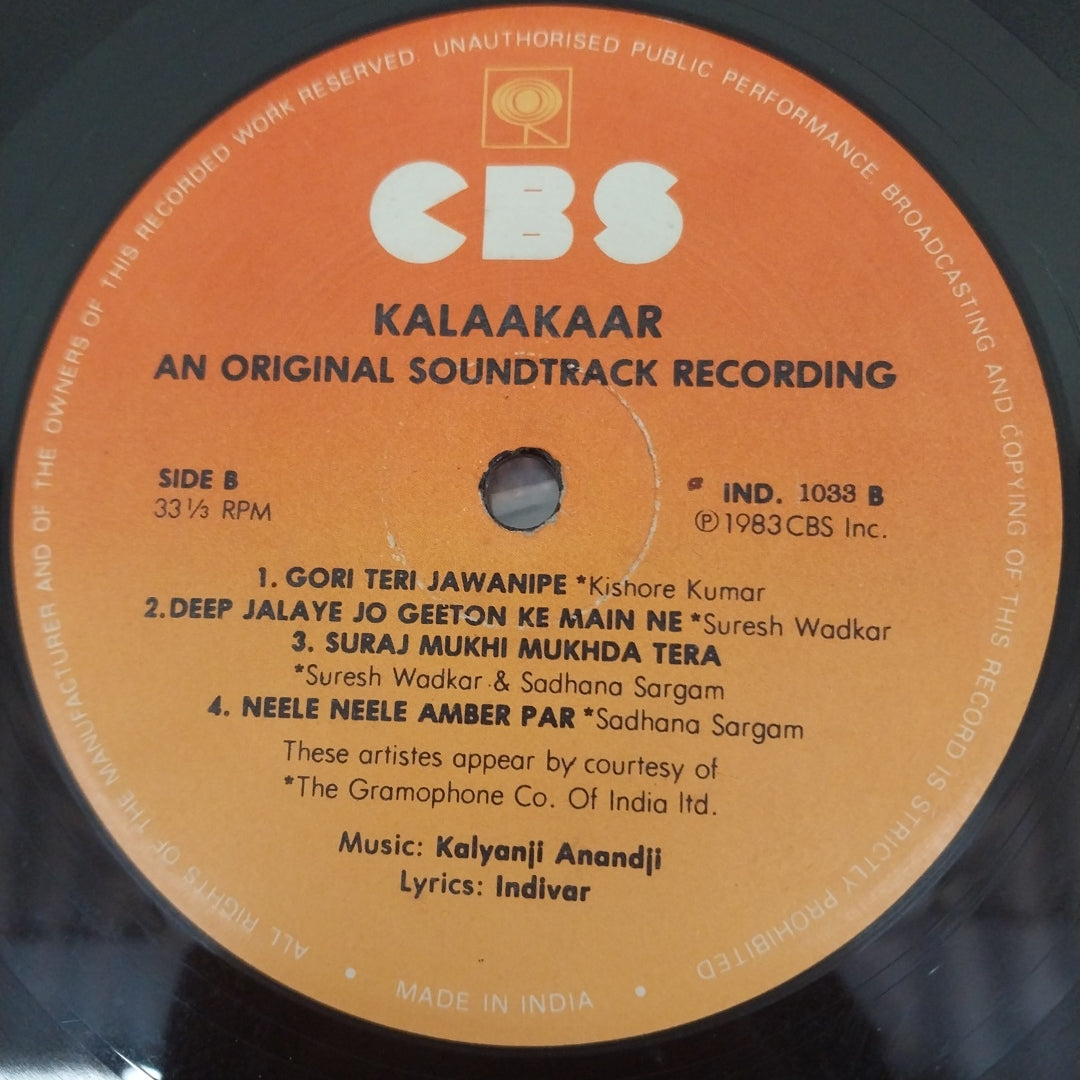 CBS
KALAAKAAR
AN ORIGINAL SOUNDTRACK RECORDING
SIDE B
33⅓ RPM
IND. 1033 B
Ⓟ1983 CBS Inc.
1. GORI TERI JAWANIPE *Kishore Kumar
2. DEEP JALAYE JO GEETON KE MAIN NE *Suresh Wadkar
3. SURAJ MUKHI MUKHDA TERA
*Suresh Wadkar & Sadhana Sargam
4. NEELE NEELE AMBER PAR *Sadhana Sargam
These artistes appear by courtesy of
*The Gramophone Co. Of India ltd.
Music: Kalyanji Anandji
Lyrics: Indivar
ALL RIGHTS OF THE MANUFACTURER AND OF THE OWNERS OF THIS RECORDED WORK RESERVED. UNAUTHORISED PUBLIC PERFORMANCE. BROADCASTING AND COPYING OF THIS RECORD IS STRICTLY PROHIBITED
• MADE IN INDIA •